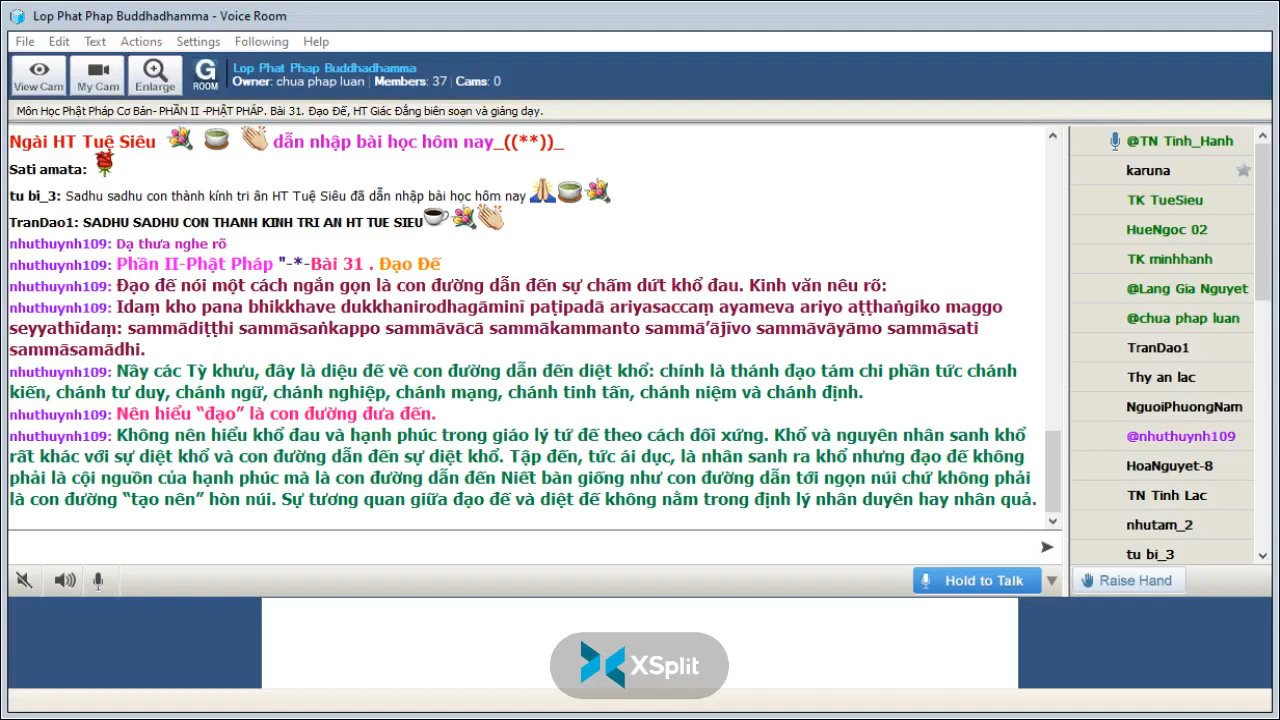 Lop Phat Phap Buddhadhamma - Voice Room
File Edit Text Actions Settings Following Help
View Cam My Cam Enlarge G ROOM
Lop Phat Phap Buddhadhamma
Owner: chua phap luan | Members: 37 | Cams: 0
Môn Học Phật Pháp Cơ Bản- PHẦN II -PHẬT PHÁP. Bài 31. Đạo Đế, HT Giác Đẳng biên soạn và giảng dạy.
Ngài HT Tuệ Siêu dẫn nhập bài học hôm nay_((**))_
Sati amata:
tu bi_3: Sadhu sadhu con thành kính tri ân HT Tuệ Siêu đã dẫn nhập bài học hôm nay
TranDao1: SADHU SADHU CON THANH KINH TRI AN HT TUE SIEU
nhuthuynh109: Dạ thưa nghe rõ
nhuthuynh109: Phần II-Phật Pháp "-*-Bài 31 . Đạo Đế
nhuthuynh109: Đạo đế nói một cách ngắn gọn là con đường dẫn đến sự chấm dứt khổ đau. Kinh văn nêu rõ:
nhuthuynh109: Idaṃ kho pana bhikkhave dukkhanirodhagāminī paṭipadā ariyasaccaṃ ayameva ariyo aṭṭhaṅgiko maggo
seyyathīdaṃ: sammādiṭṭhi sammāsaṅkappo sammāvācā sammākammanto sammā’ājīvo sammāvāyāmo sammāsati
sammāsamādhi.
nhuthuynh109: Nầy các Tỳ khưu, đây là diệu đế về con đường dẫn đến diệt khổ: chính là thánh đạo tám chi phần tức chánh
kiến, chánh tư duy, chánh ngữ, chánh nghiệp, chánh mạng, chánh tinh tấn, chánh niệm và chánh định.
nhuthuynh109: Nên hiểu “đạo” là con đường đưa đến.
nhuthuynh109: Không nên hiểu khổ đau và hạnh phúc trong giáo lý tứ đế theo cách đối xứng. Khổ và nguyên nhân sanh khổ
rất khác với sự diệt khổ và con đường dẫn đến sự diệt khổ. Tập đến, tức ái dục, là nhân sanh ra khổ nhưng đạo đế không
phải là cội nguồn của hạnh phúc mà là con đường dẫn đến Niết bàn giống như con đường dẫn tới ngọn núi chứ không phải
là con đường “tạo nên” hòn núi. Sự tương quan giữa đạo đế và diệt đế không nằm trong định lý nhân duyên hay nhân quả.
Hold to Talk
@TN Tinh_Hanh
karuna
TK TueSieu
HueNgoc 02
TK minhhanh
@Lang Gia Nguyet
@chua phap luan
TranDao1
Thy an lac
NguoiPhuongNam
@nhuthuynh109
HoaNguyet-8
TN Tinh Lac
nhutam_2
tu bi_3
Raise Hand
XSplit